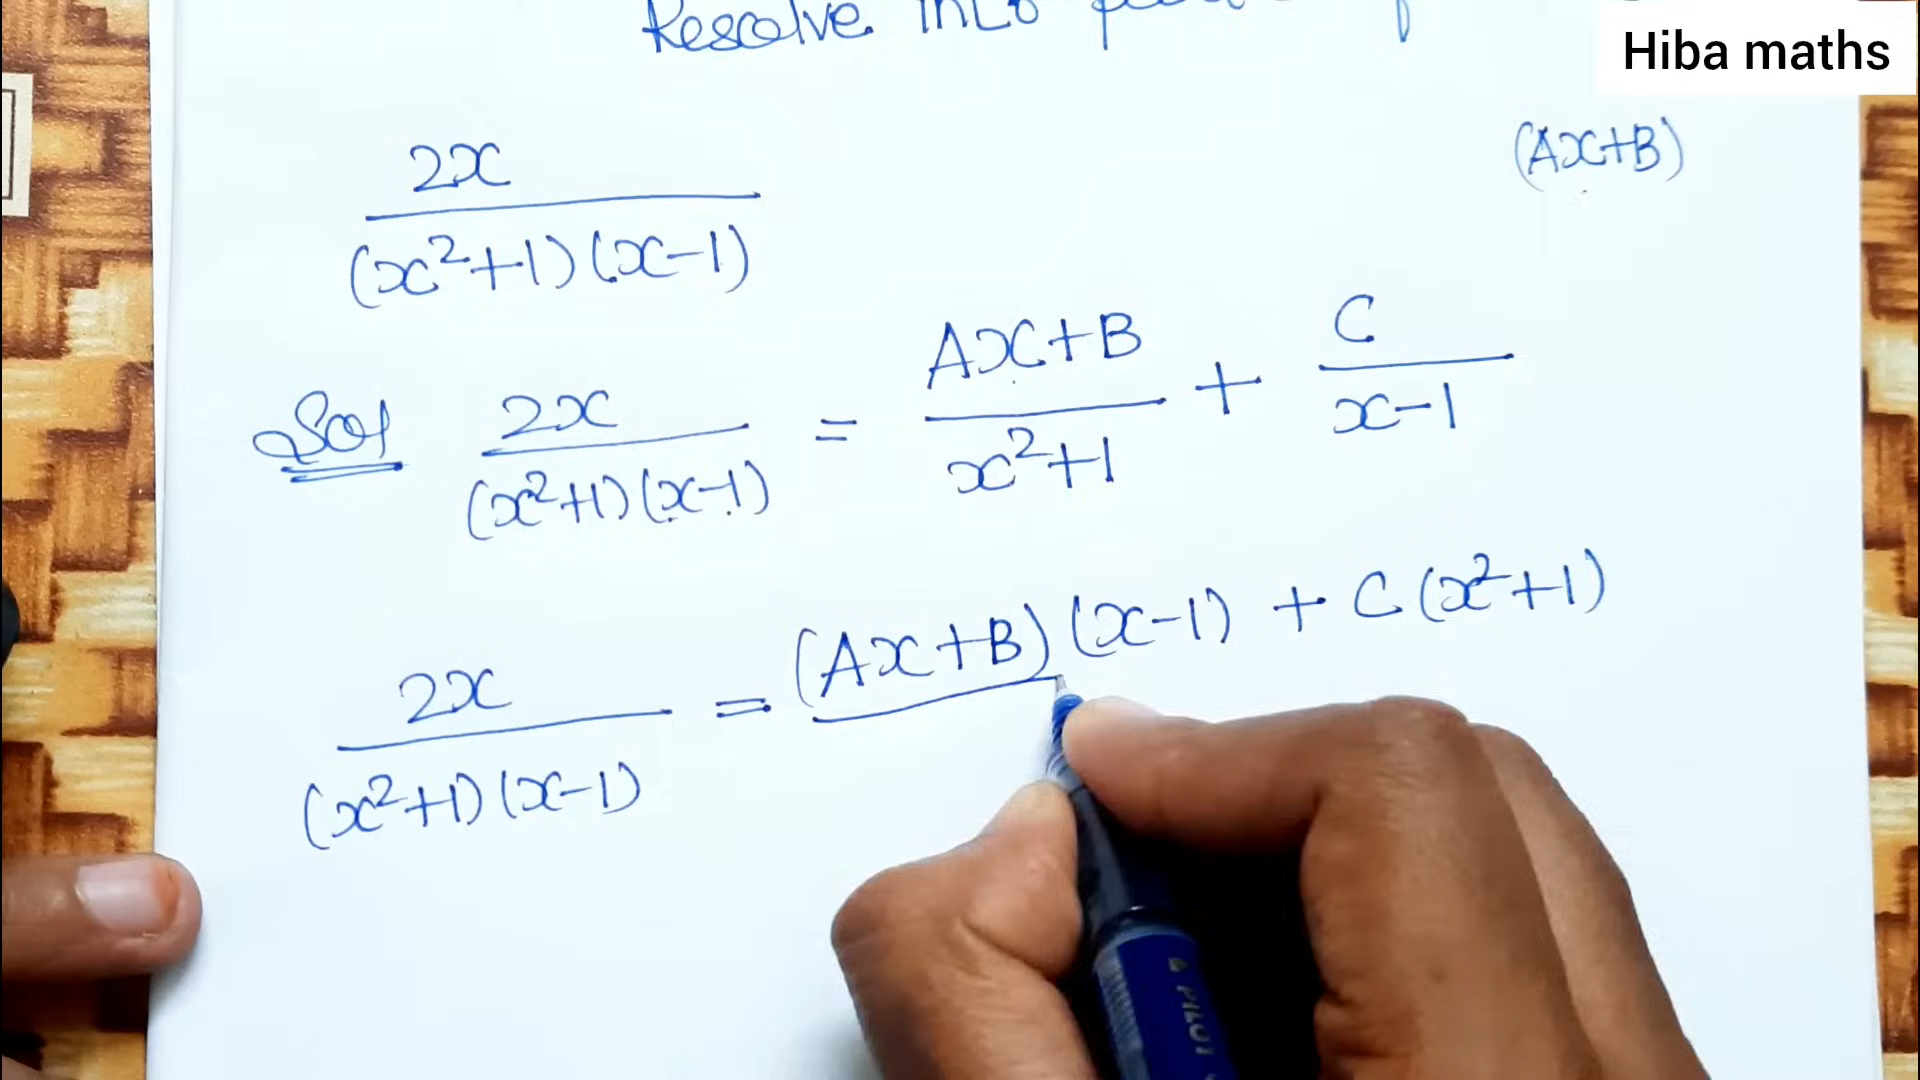 Resolve into
Hiba maths
(Ax+B)
2x
(x²+1)(x-1)
Sol 2x/(x²+1)(x-1) = Ax+B/x²+1 + C/x-1
2x/(x²+1)(x-1) = (Ax+B)(x-1) + C(x²+1)
PILOT